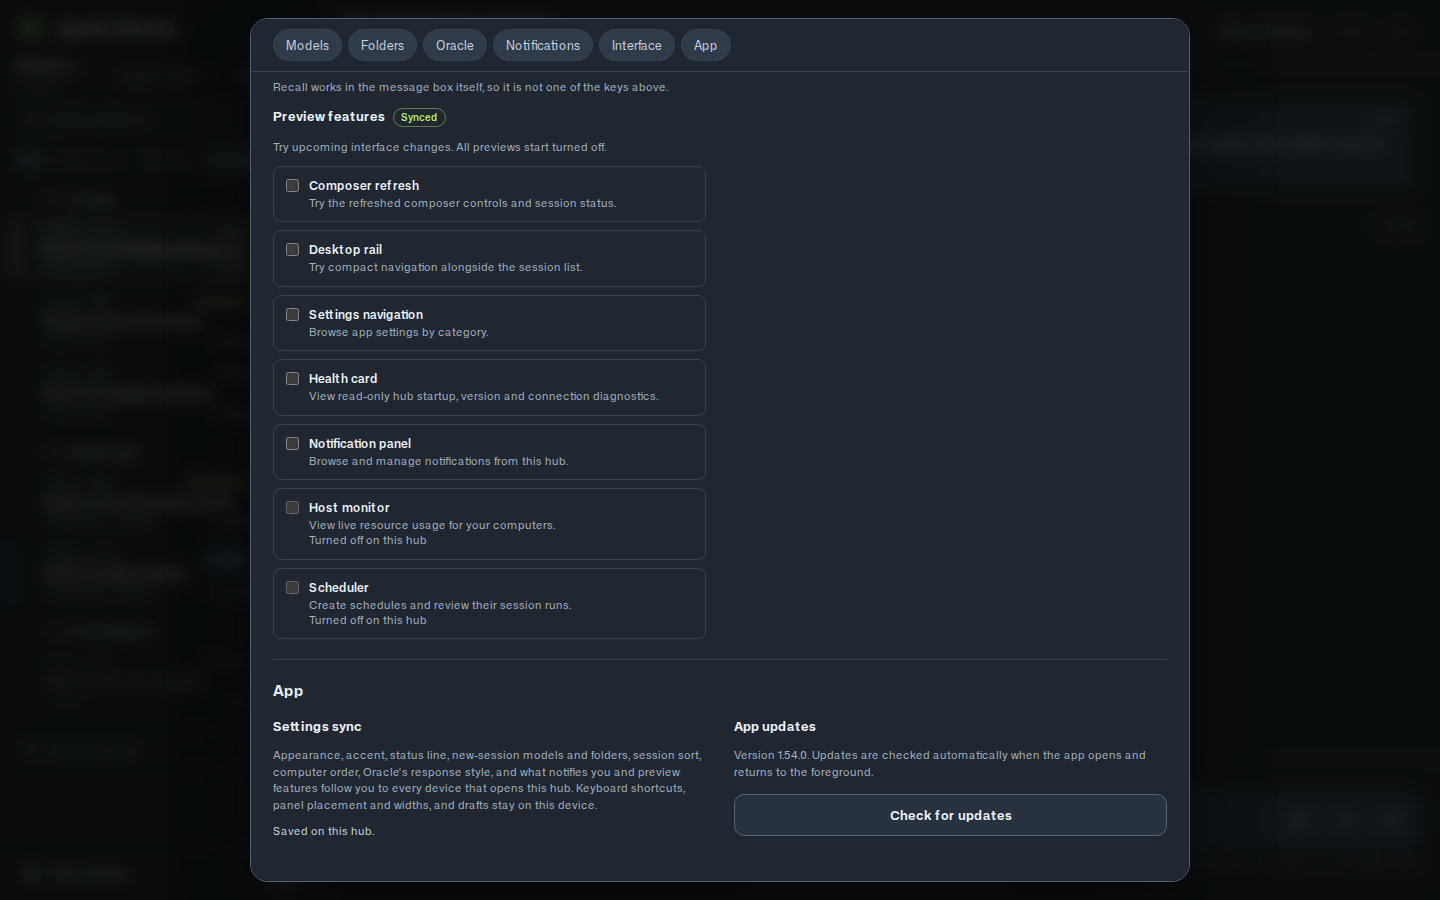 Models Folders Oracle Notifications Interface App
Recall works in the message box itself, so it is not one of the keys above.
Preview features Synced
Try upcoming interface changes. All previews start turned off.
Composer refresh
Try the refreshed composer controls and session status.
Desktop rail
Try compact navigation alongside the session list.
Settings navigation
Browse app settings by category.
Health card
View read-only hub startup, version and connection diagnostics.
Notification panel
Browse and manage notifications from this hub.
Host monitor
View live resource usage for your computers.
Turned off on this hub
Scheduler
Create schedules and review their session runs.
Turned off on this hub
App
Settings sync
Appearance, accent, status line, new-session models and folders, session sort,
computer order, Oracle's response style, and what notifies you and preview
features follow you to every device that opens this hub. Keyboard shortcuts,
panel placement and widths, and drafts stay on this device.
Saved on this hub.
App updates
Version 1.54.0. Updates are checked automatically when the app opens and
returns to the foreground.
Check for updates